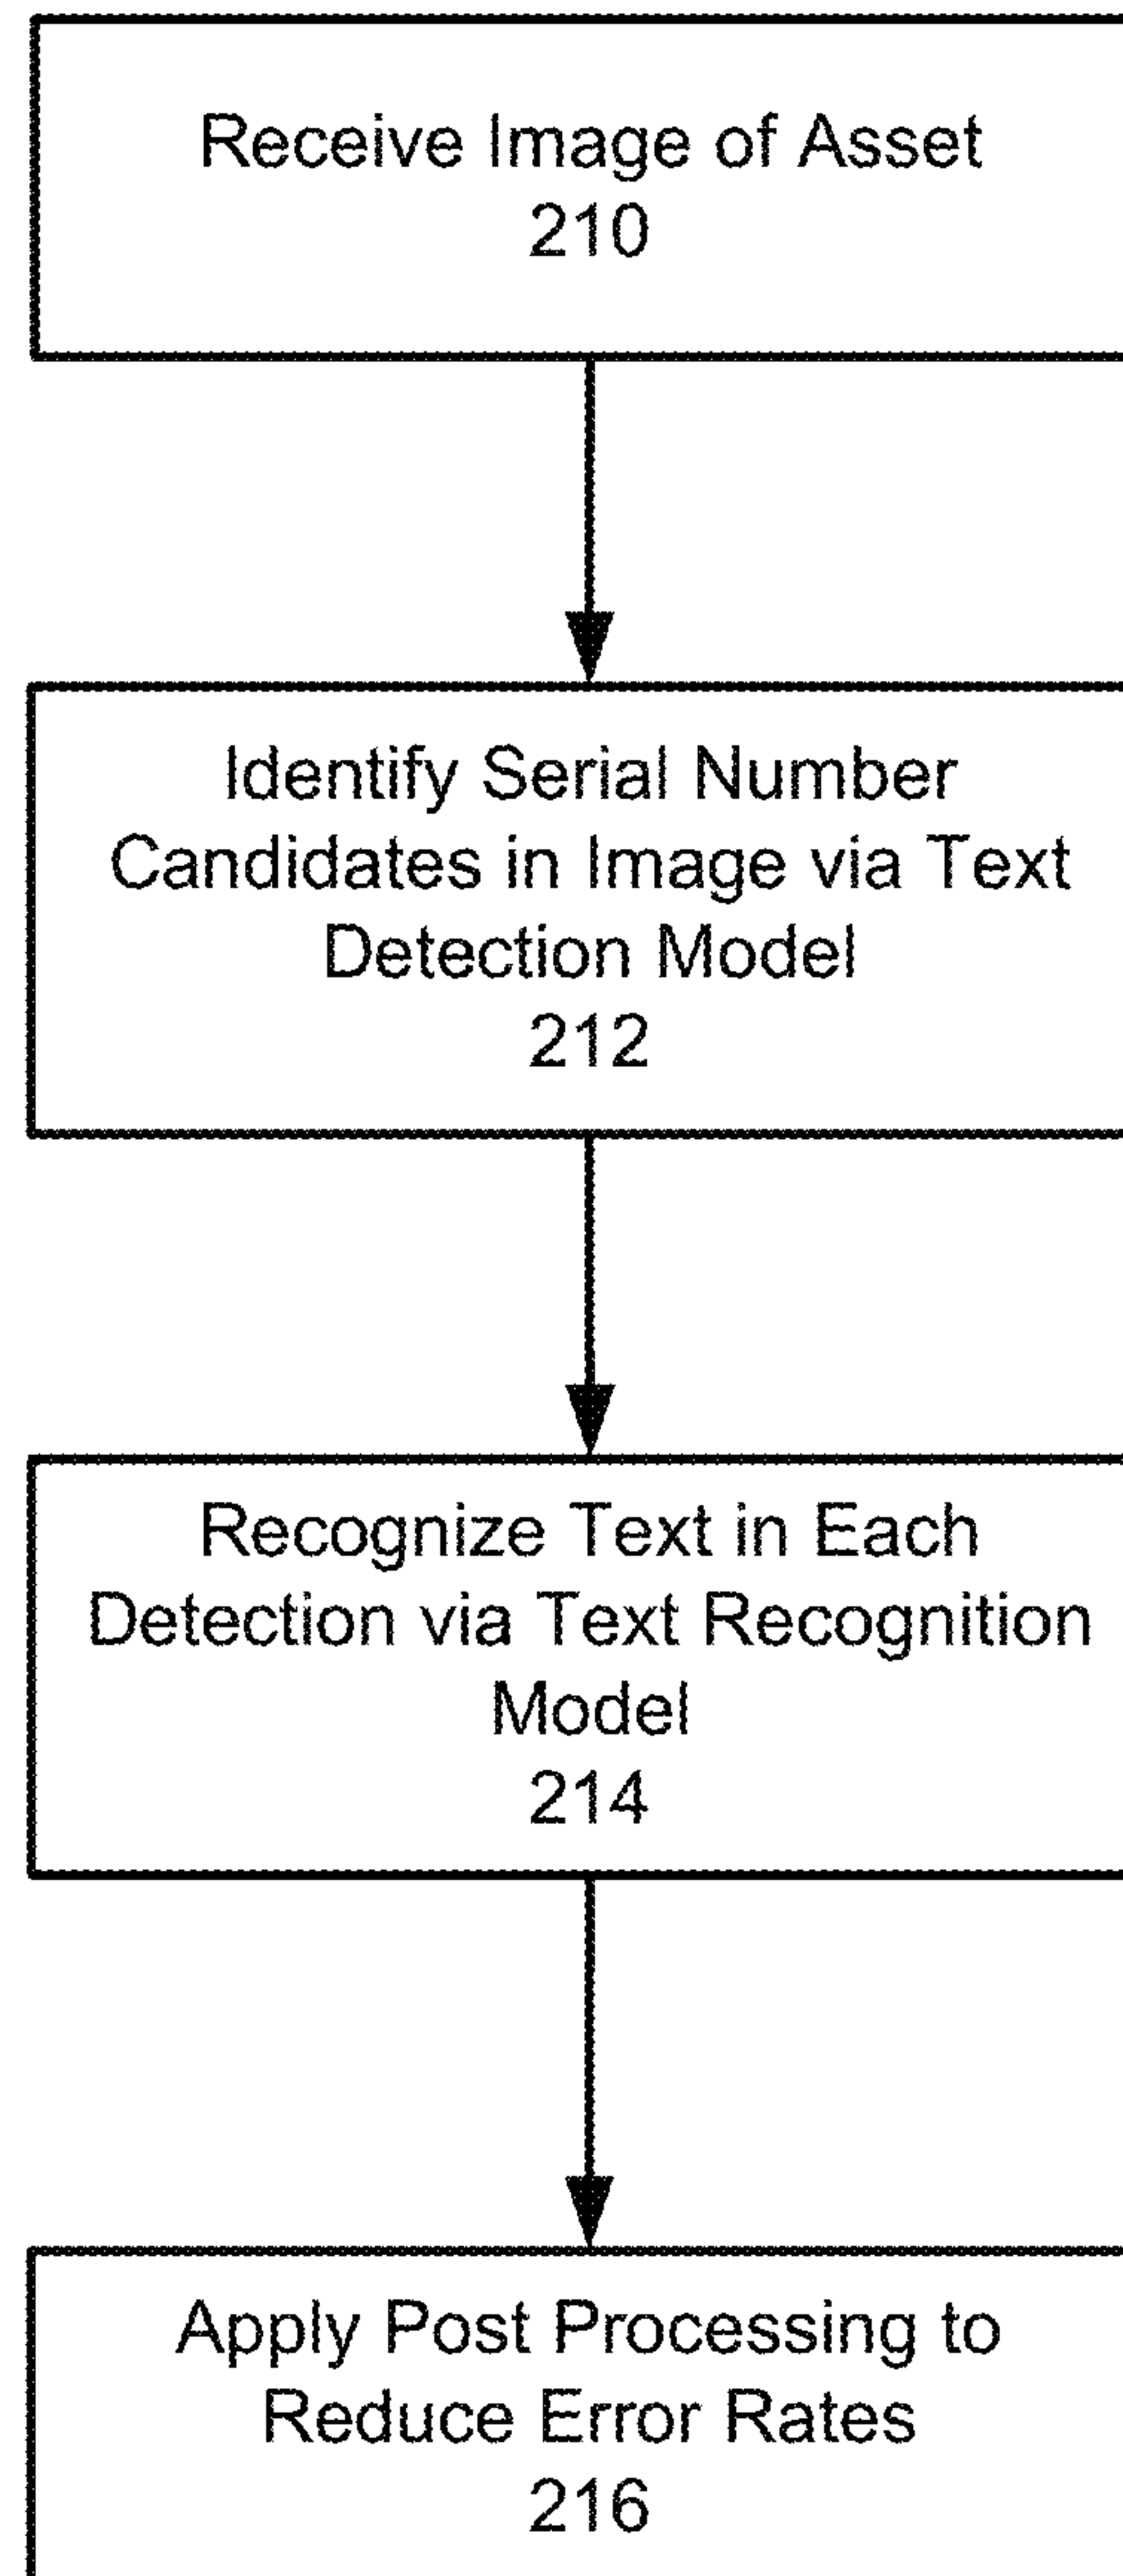 Receive Image of Asset
210
Identify Serial Number
Candidates in Image via Text
Detection Model
212
Recognize Text in Each
Detection via Text Recognition
Model
214
Apply Post Processing to
Reduce Error Rates
216